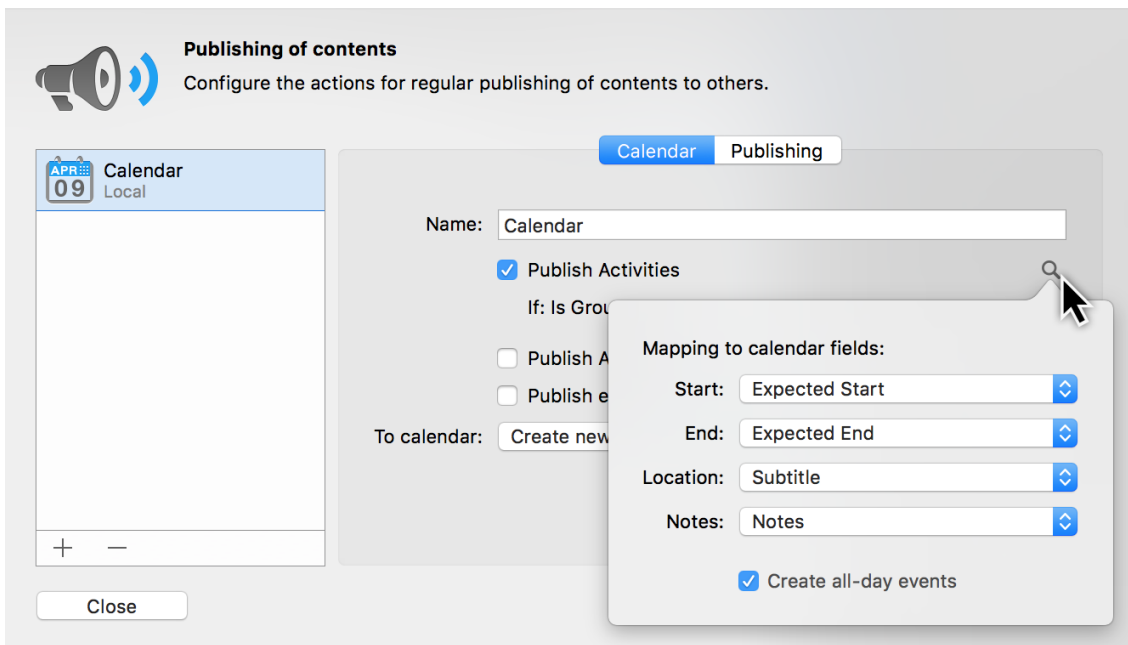 Publishing of contents
Configure the actions for regular publishing of contents to others.
APR
09
Calendar
Local
Calendar Publishing
Name: Calendar
Publish Activities
If: Is
Publish
Publish
To calendar: Create new
Mapping to calendar fields:
Start: Expected Start
End: Expected End
Location: Subtitle
Notes: Notes
Create all-day events
Close